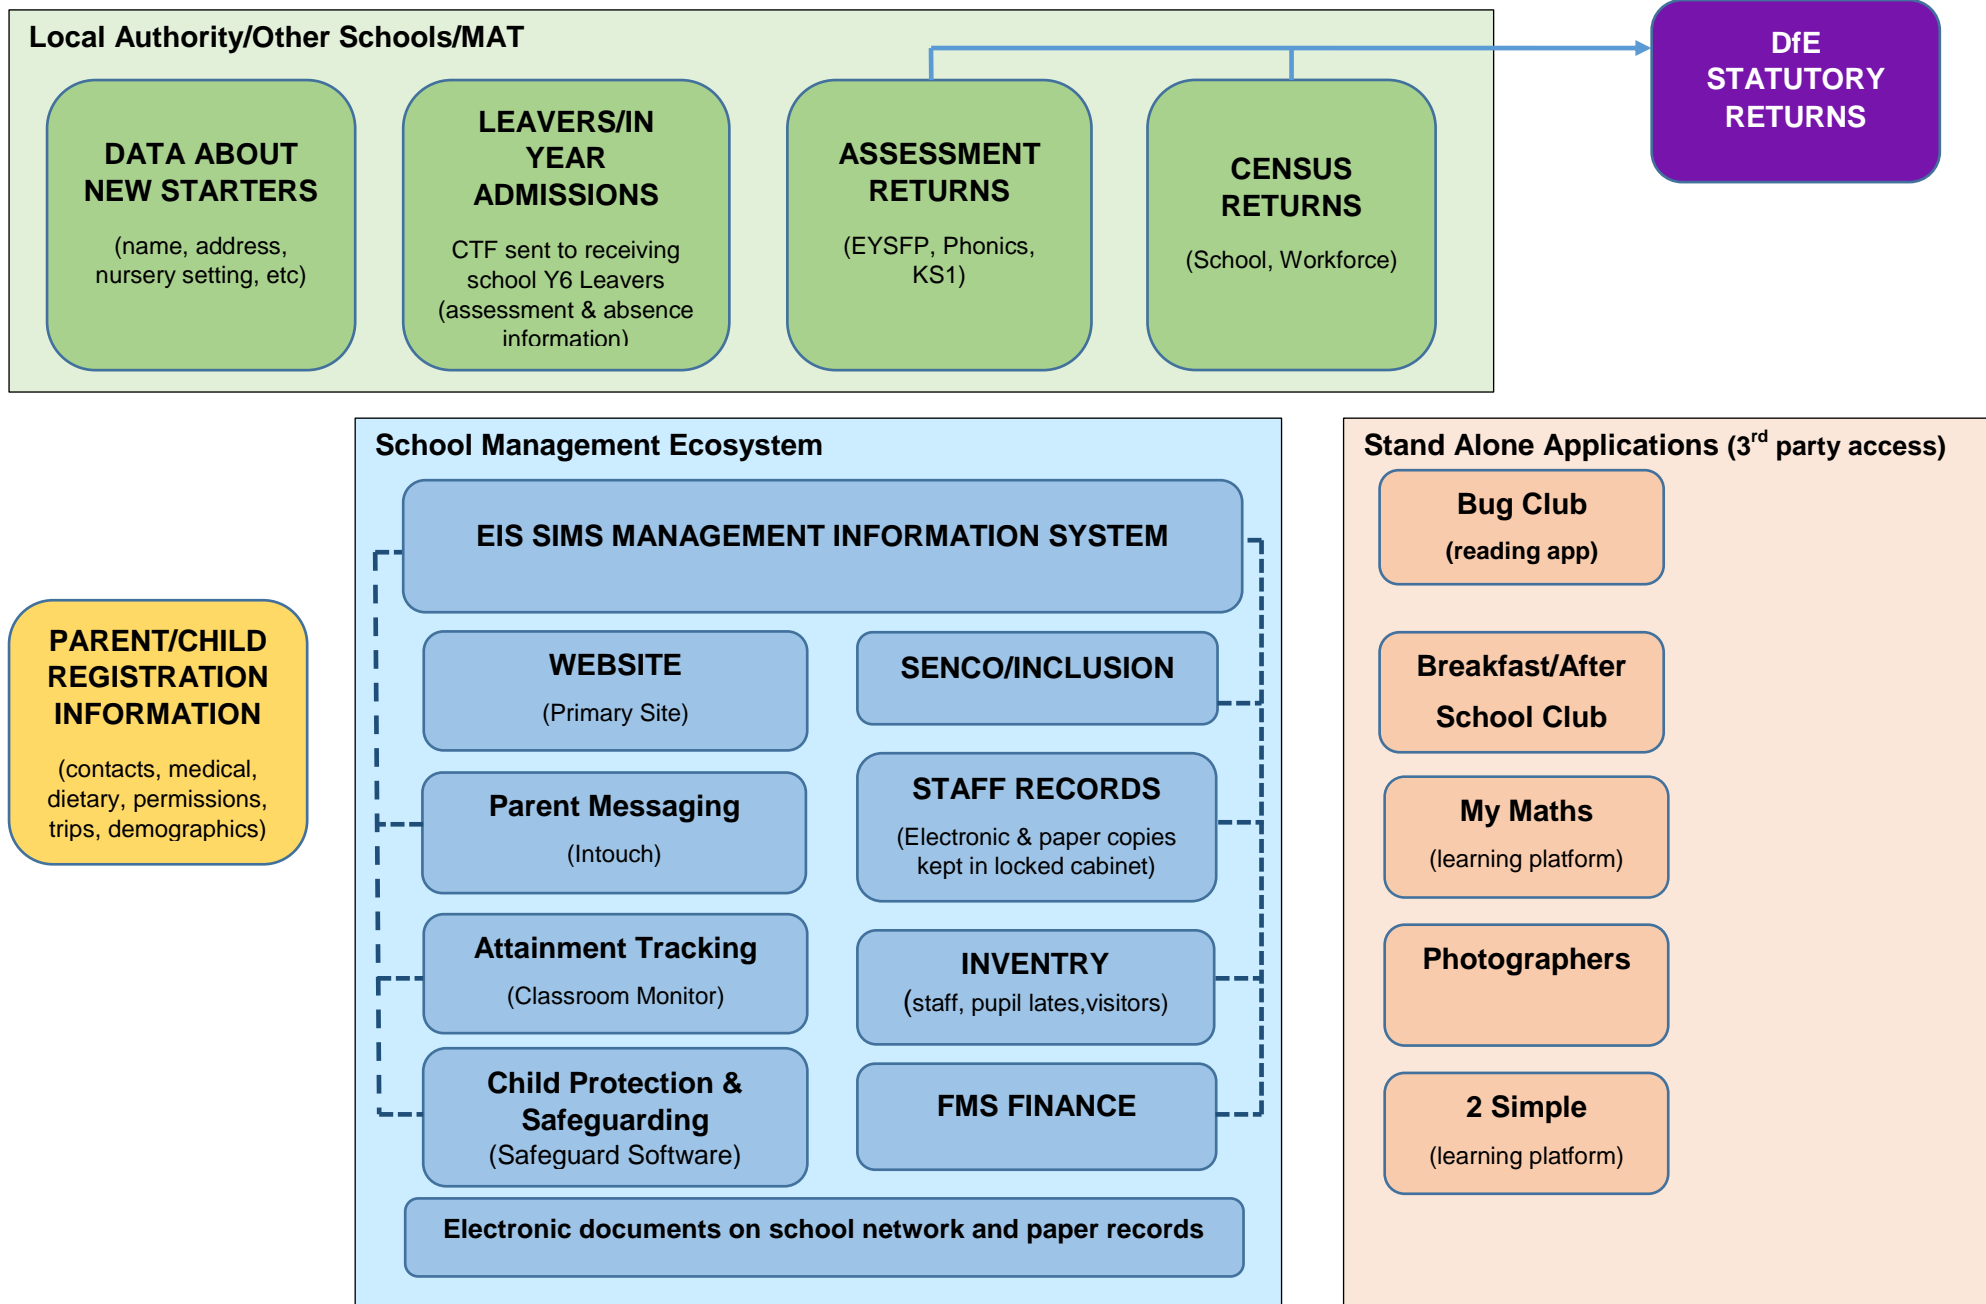 Local Authority/Other Schools/MAT
DfE
STATUTORY
RETURNS
DATA ABOUT
NEW STARTERS
(name, address,
nursery setting, etc)
LEAVERS/IN
YEAR
ADMISSIONS
CTF sent to receiving
school Y6 Leavers
(assessment & absence
information)
ASSESSMENT
RETURNS
(EYSFP, Phonics,
KS1)
CENSUS
RETURNS
(School, Workforce)
PARENT/CHILD
REGISTRATION
INFORMATION
(contacts, medical,
dietary, permissions,
trips, demographics)
School Management Ecosystem
EIS SIMS MANAGEMENT INFORMATION SYSTEM
WEBSITE
(Primary Site)
SENCO/INCLUSION
Parent Messaging
(Intouch)
STAFF RECORDS
(Electronic & paper copies
kept in locked cabinet)
Attainment Tracking
(Classroom Monitor)
INVENTRY
(staff, pupil lates,visitors)
Child Protection &
Safeguarding
(Safeguard Software)
FMS FINANCE
Electronic documents on school network and paper records
Stand Alone Applications (3rd party access)
Bug Club
(reading app)
Breakfast/After
School Club
My Maths
(learning platform)
Photographers
2 Simple
(learning platform)